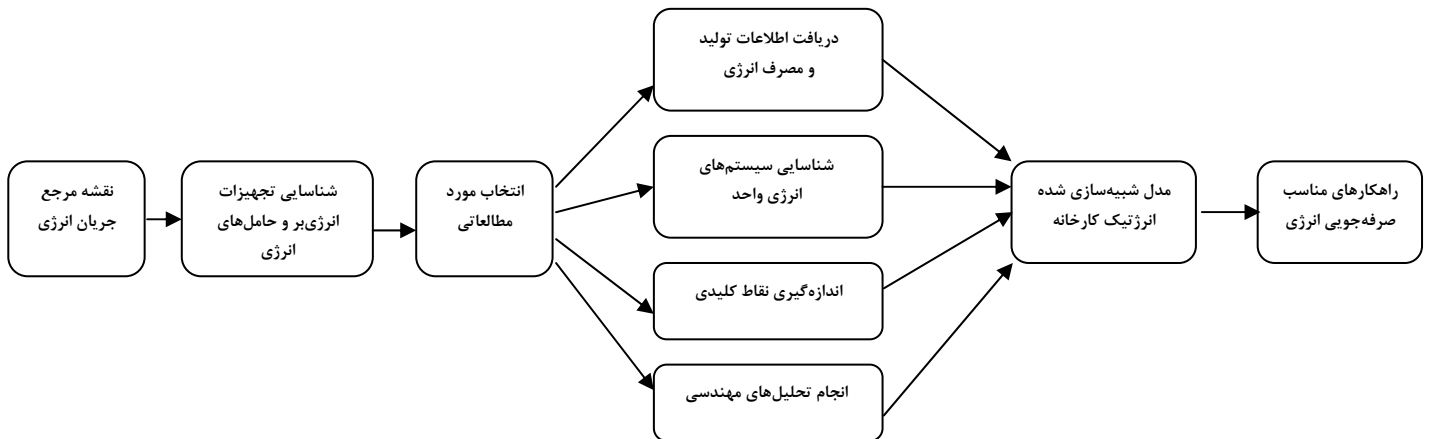 نقشه مرجع
جریان انرژی
شناسایی تجهیزات
انرژی‌بر و حامل‌های
انرژی
انتخاب مورد
مطالعاتی
دریافت اطلاعات تولید
و مصرف انرژی
شناسایی سیستم‌های
انرژی واحد
اندازه‌گیری نقاط کلیدی
انجام تحلیل‌های مهندسی
مدل شبیه‌سازی شده
انرژتیک کارخانه
راهکارهای مناسب
صرفه‌جویی انرژی